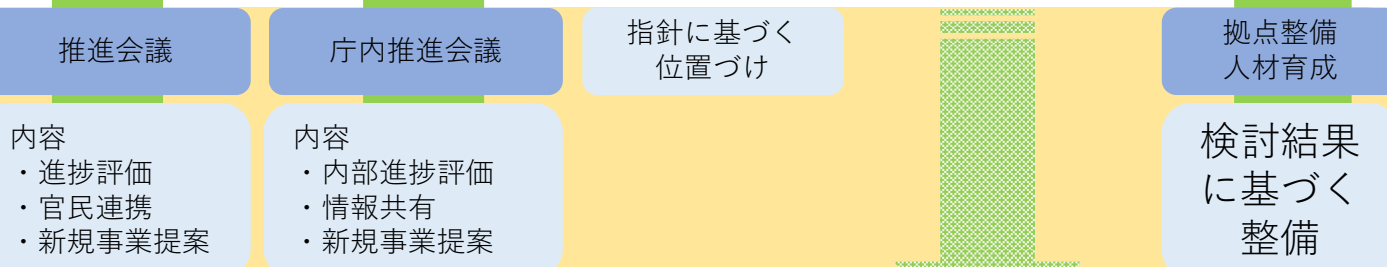 推進会議
庁内推進会議
指針に基づく
位置づけ
拠点整備
人材育成
内容
・進捗評価
・官民連携
・新規事業提案
内容
・内部進捗評価
・情報共有
・新規事業提案
検討結果
に基づく
整備